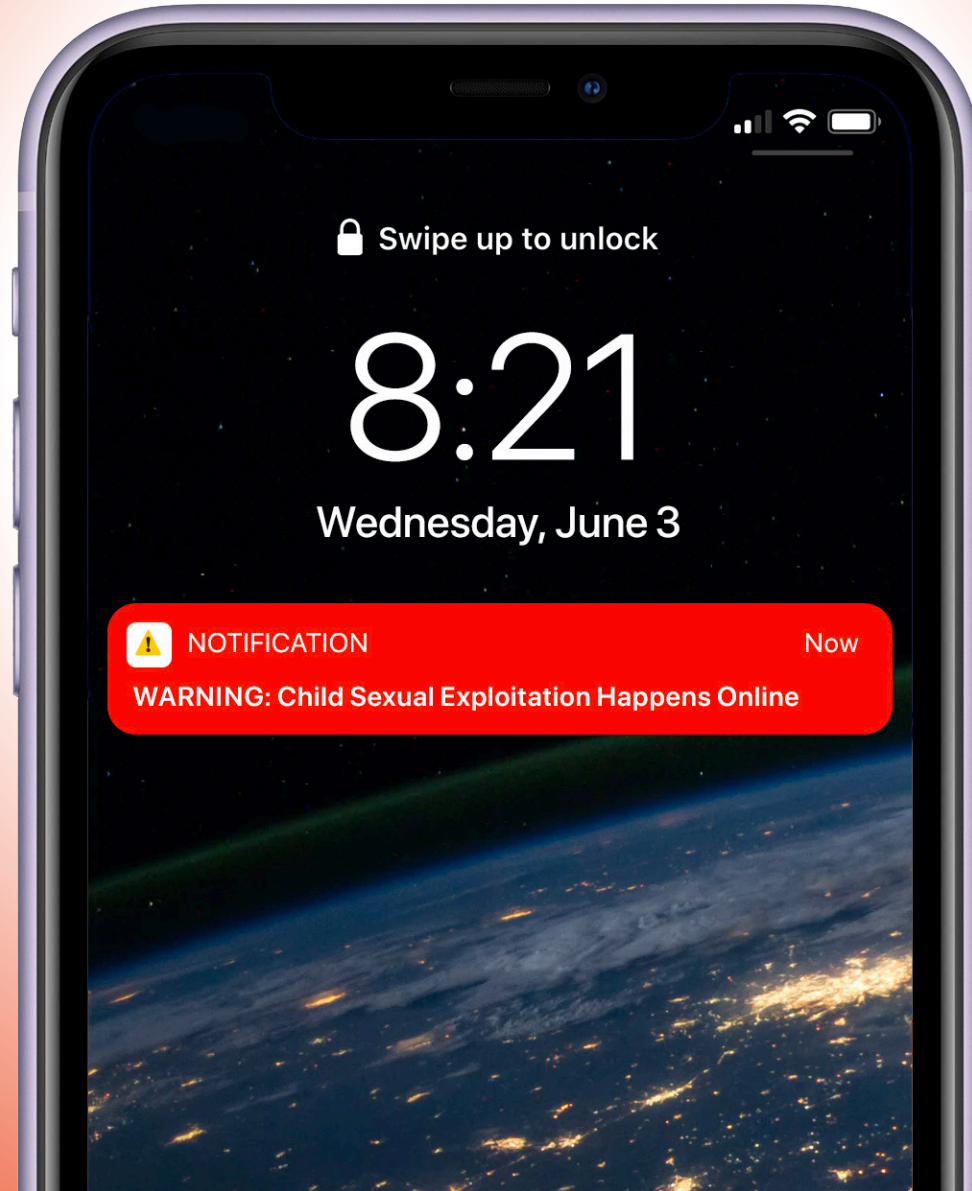 Swipe up to unlock
8:21
Wednesday, June 3
NOTIFICATION Now
WARNING: Child Sexual Exploitation Happens Online